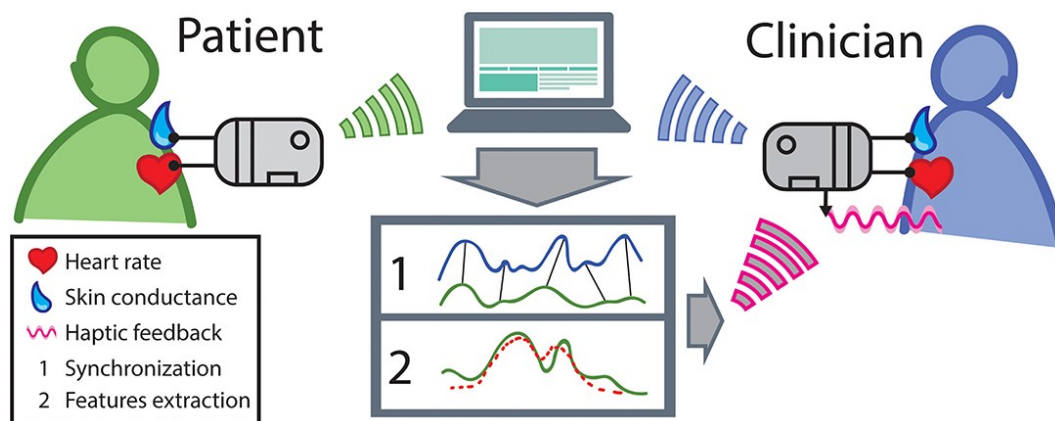 Patient
Clinician
1
2
Heart rate
Skin conductance
Haptic feedback
1 Synchronization
2 Features extraction